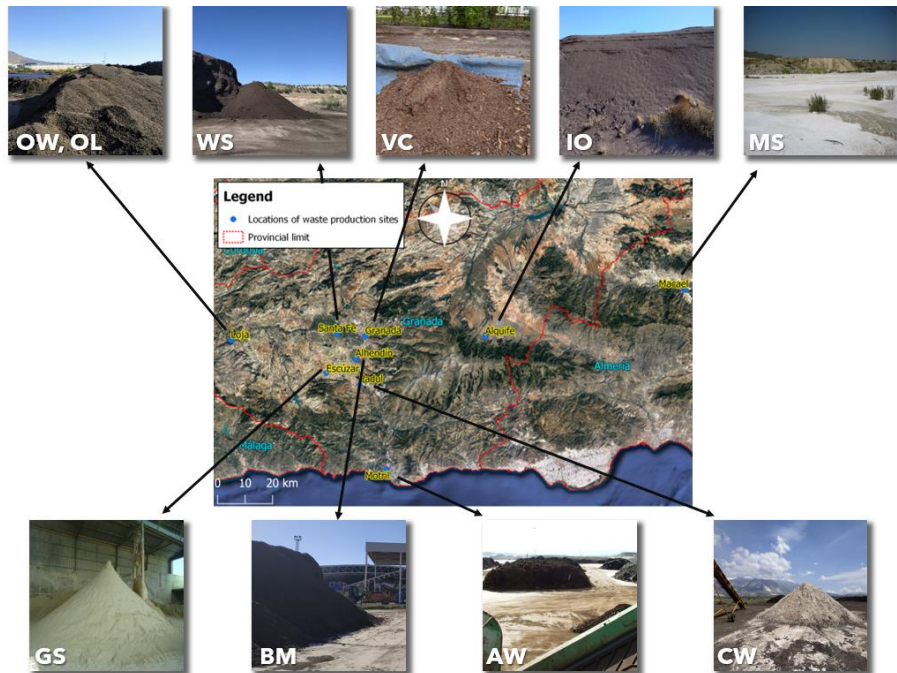 OW, OL
WS
VC
IO
MS
Legend
Locations of waste production sites
Provincial limit
N
Macael
Loja
Santa Fe
Granada
Granada
Alquife
Alhendín
Escúzar
Almería
Málaga
Motril
0 10 20 km
GS
BM
AW
CW